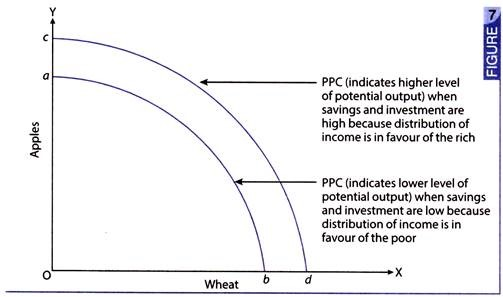 Y
FIGURE 7
c
a
PPC (indicates higher level
of potential output) when
savings and investment are
high because distribution of
income is in favour of the rich
Apples
PPC (indicates lower level of
potential output) when savings
and investment are low because
distribution of income is in
favour of the poor
O
b
d
X
Wheat